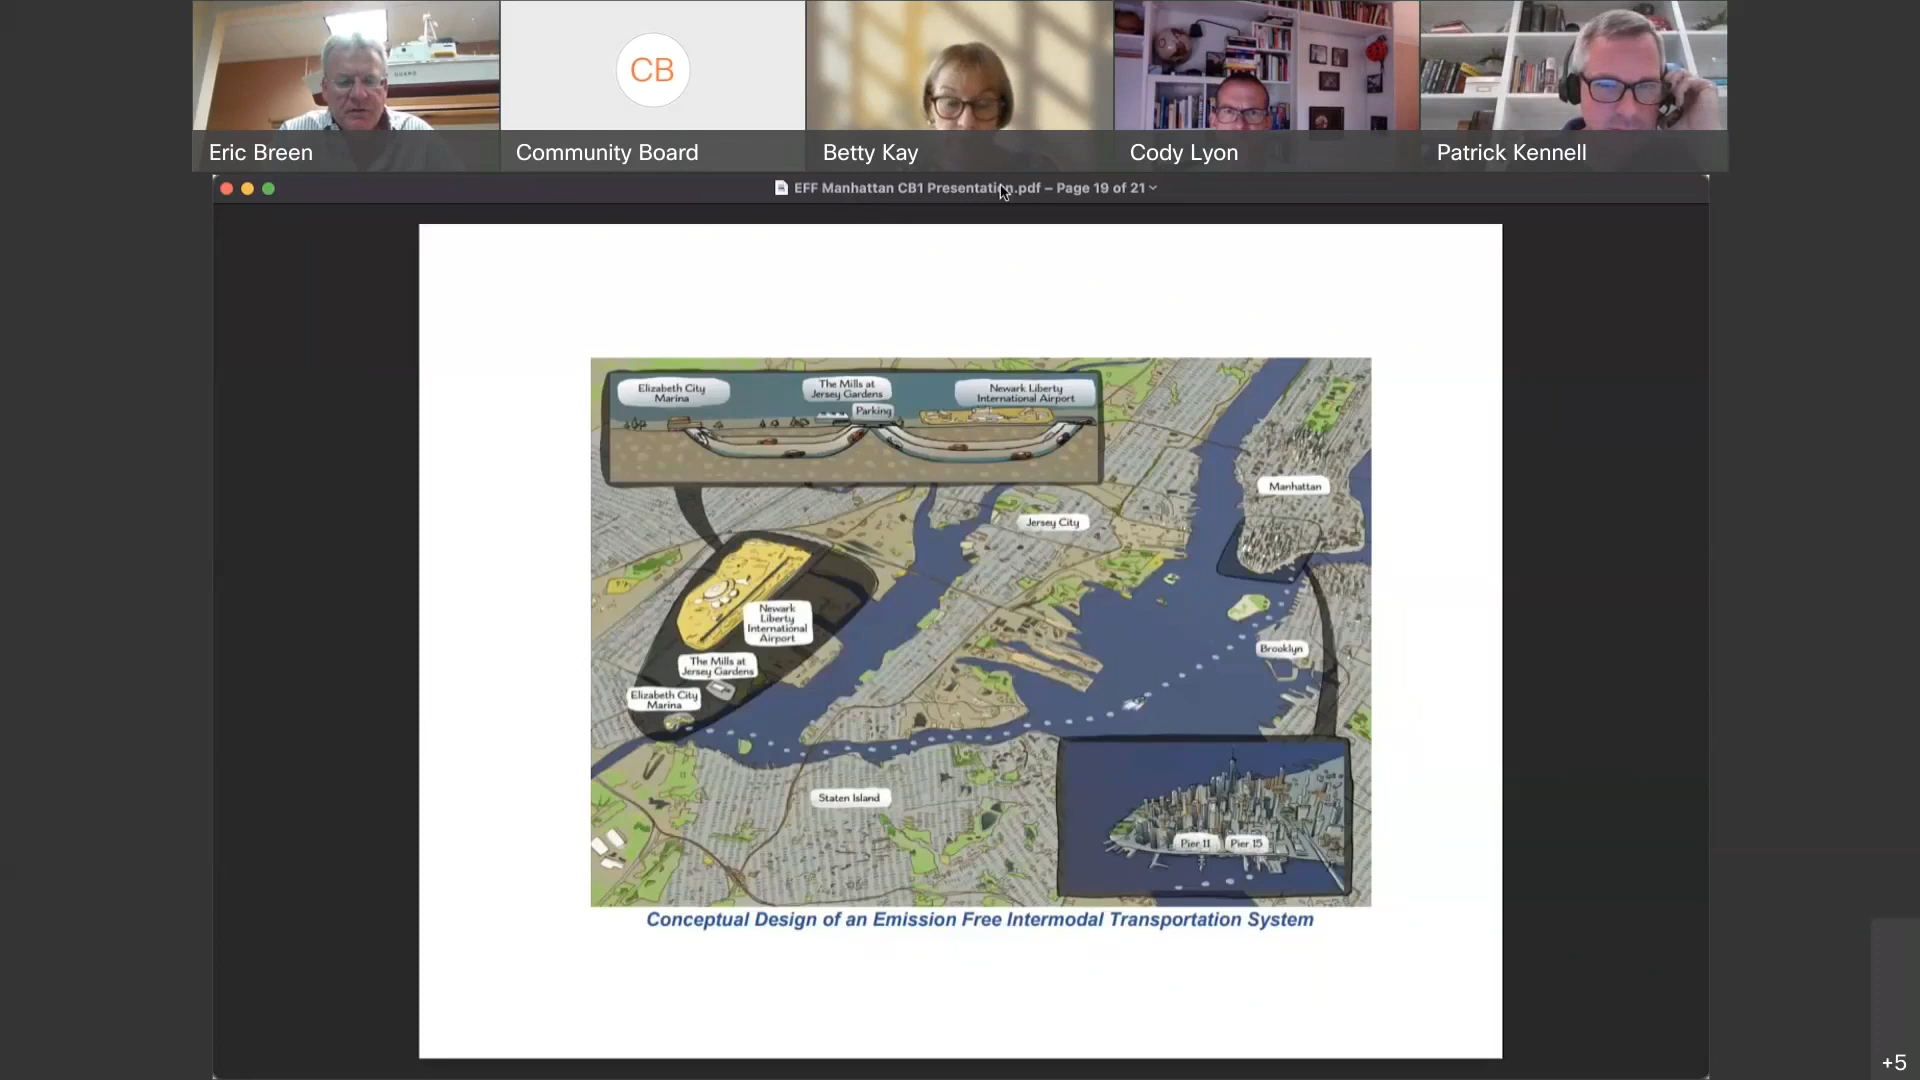 CB
GUARD
Eric Breen
Community Board
Betty Kay
Cody Lyon
Patrick Kennell
EFF Manhattan CB1 Presentation.pdf – Page 19 of 21
Elizabeth City
Marina
The Mills at
Jersey Gardens
Parking
Newark Liberty
International Airport
Manhattan
Jersey City
Newark
Liberty
International
Airport
Brooklyn
The Mills at
Jersey Gardens
Elizabeth City
Marina
Staten Island
Pier 11
Pier 15
Conceptual Design of an Emission Free Intermodal Transportation System
+5